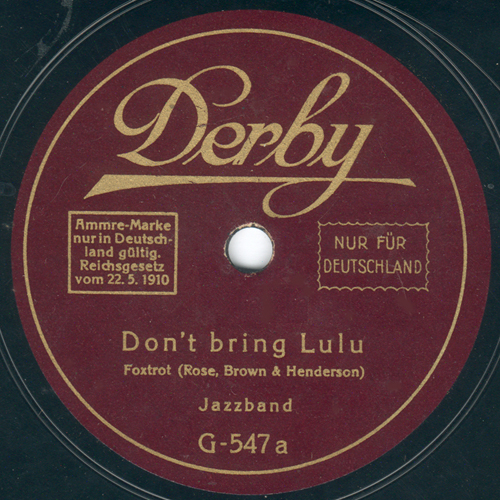 Derby
Ammre-Marke
nur in Deutsch-
land gültig.
Reichsgesetz
vom 22. 5. 1910
NUR FÜR
DEUTSCHLAND
Don't bring Lulu
Foxtrot (Rose, Brown & Henderson)
Jazzband
G-547a